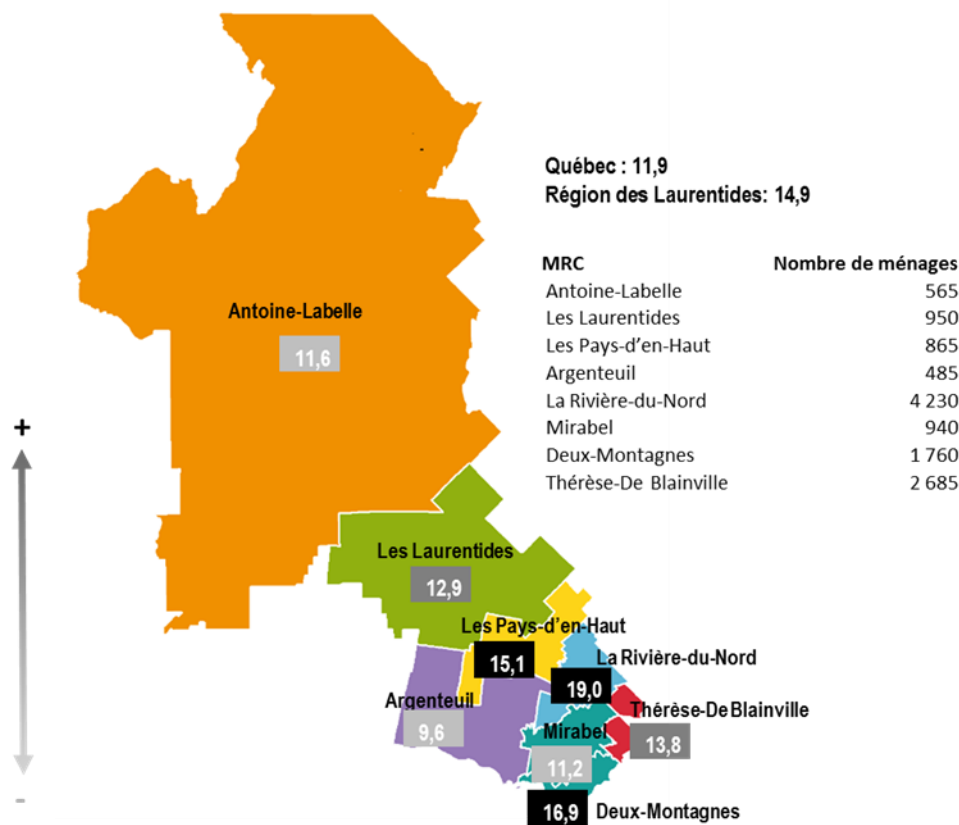 Québec : 11,9
Région des Laurentides: 14,9
MRC Nombre de ménages
Antoine-Labelle 565
Les Laurentides 950
Les Pays-d'en-Haut 865
Argenteuil 485
La Rivière-du-Nord 4 230
Mirabel 940
Deux-Montagnes 1 760
Thérèse-De Blainville 2 685
Antoine-Labelle
11,6
+
-
Les Laurentides
12,9
Les Pays-d'en-Haut
15,1
La Rivière-du-Nord
19,0
Argenteuil
9,6
Thérèse-De Blainville
13,8
Mirabel
11,2
16,9 Deux-Montagnes